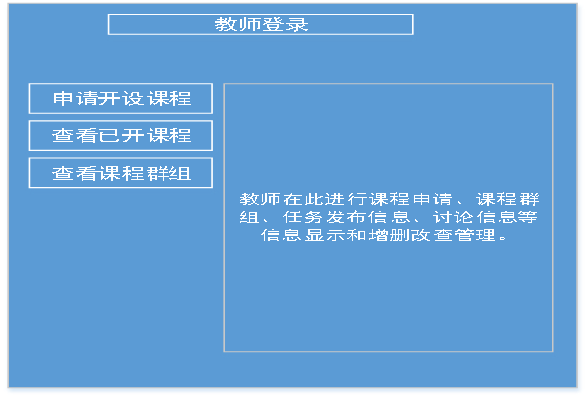 教师登录
申请开设课程
查看已开课程
查看课程群组
教师在此进行课程申请、课程群
组、任务发布信息、讨论信息等
信息显示和增删改查管理。